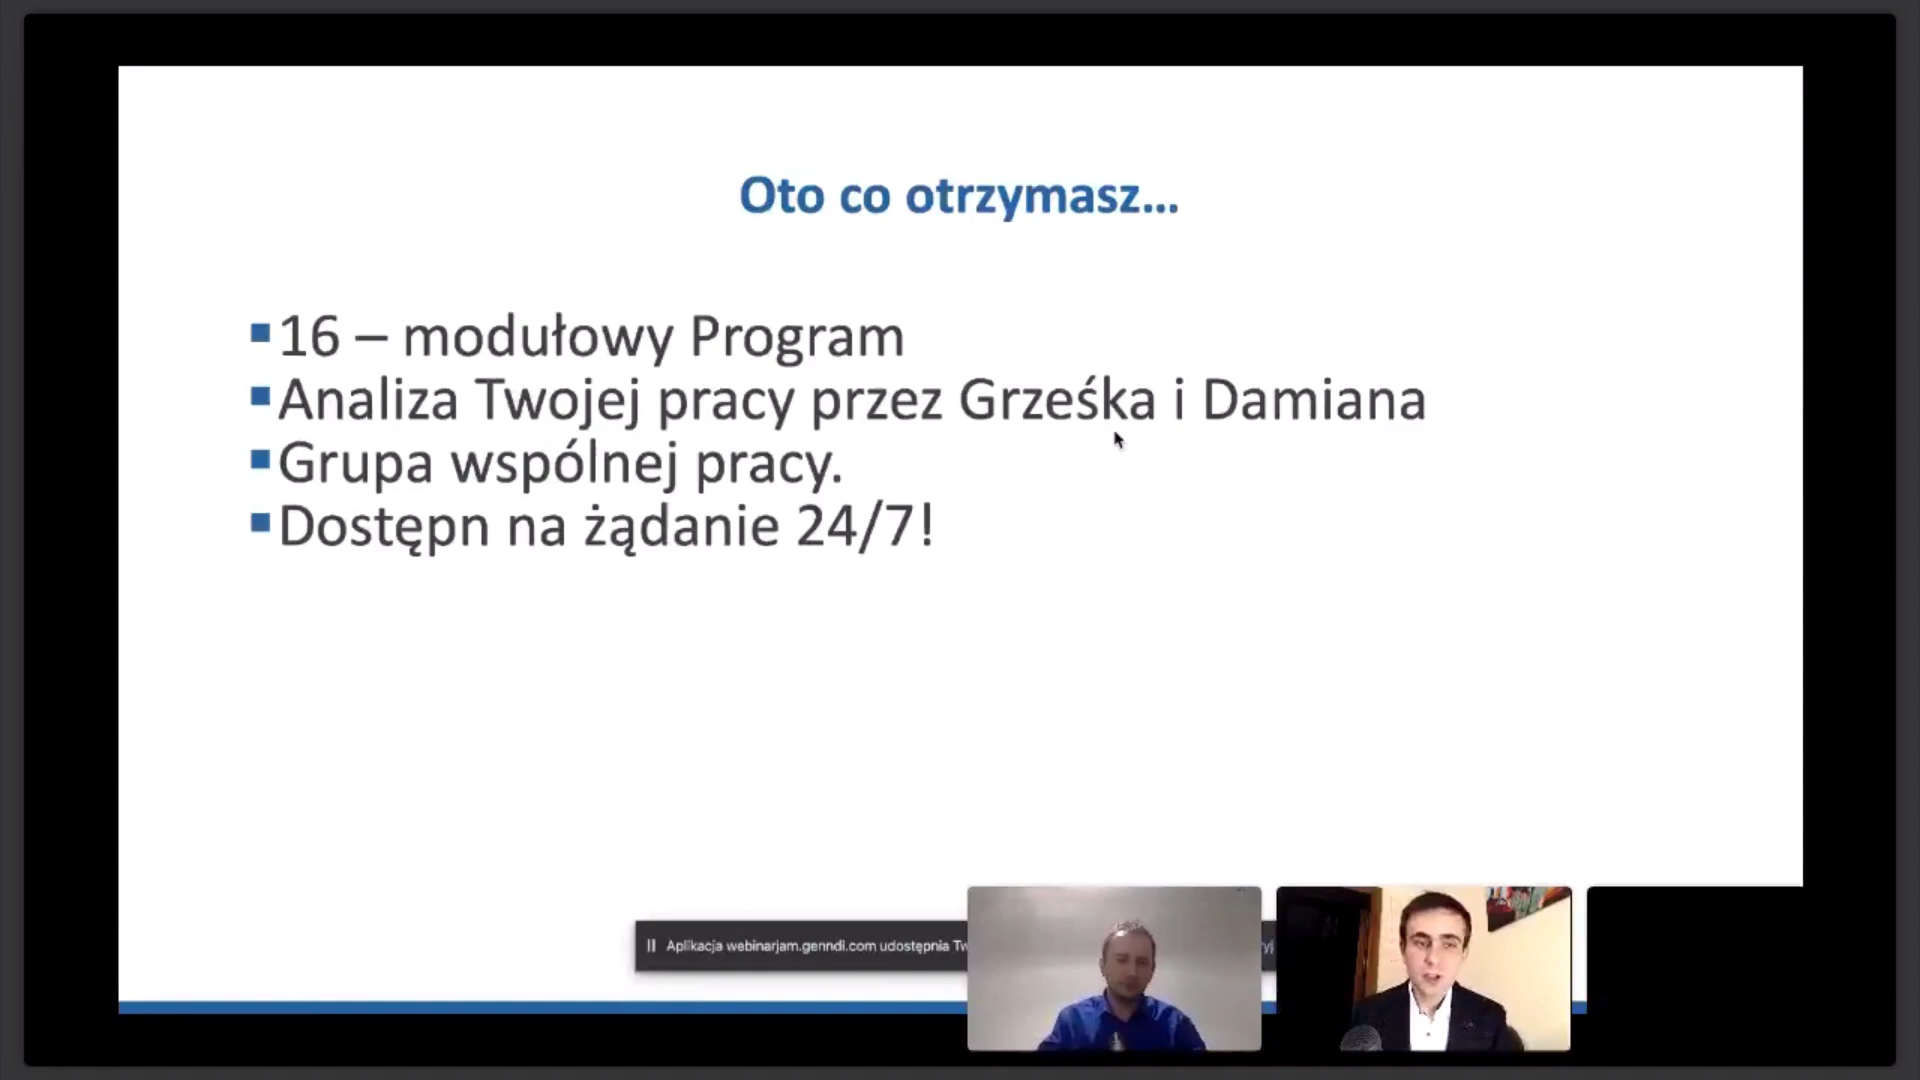 Oto co otrzymasz...
16 – modułowy Program
Analiza Twojej pracy przez Grześka i Damiana
Grupa wspólnej pracy.
Dostępn na żądanie 24/7!
Aplikacja webinarjam.genndi.com udostępnia